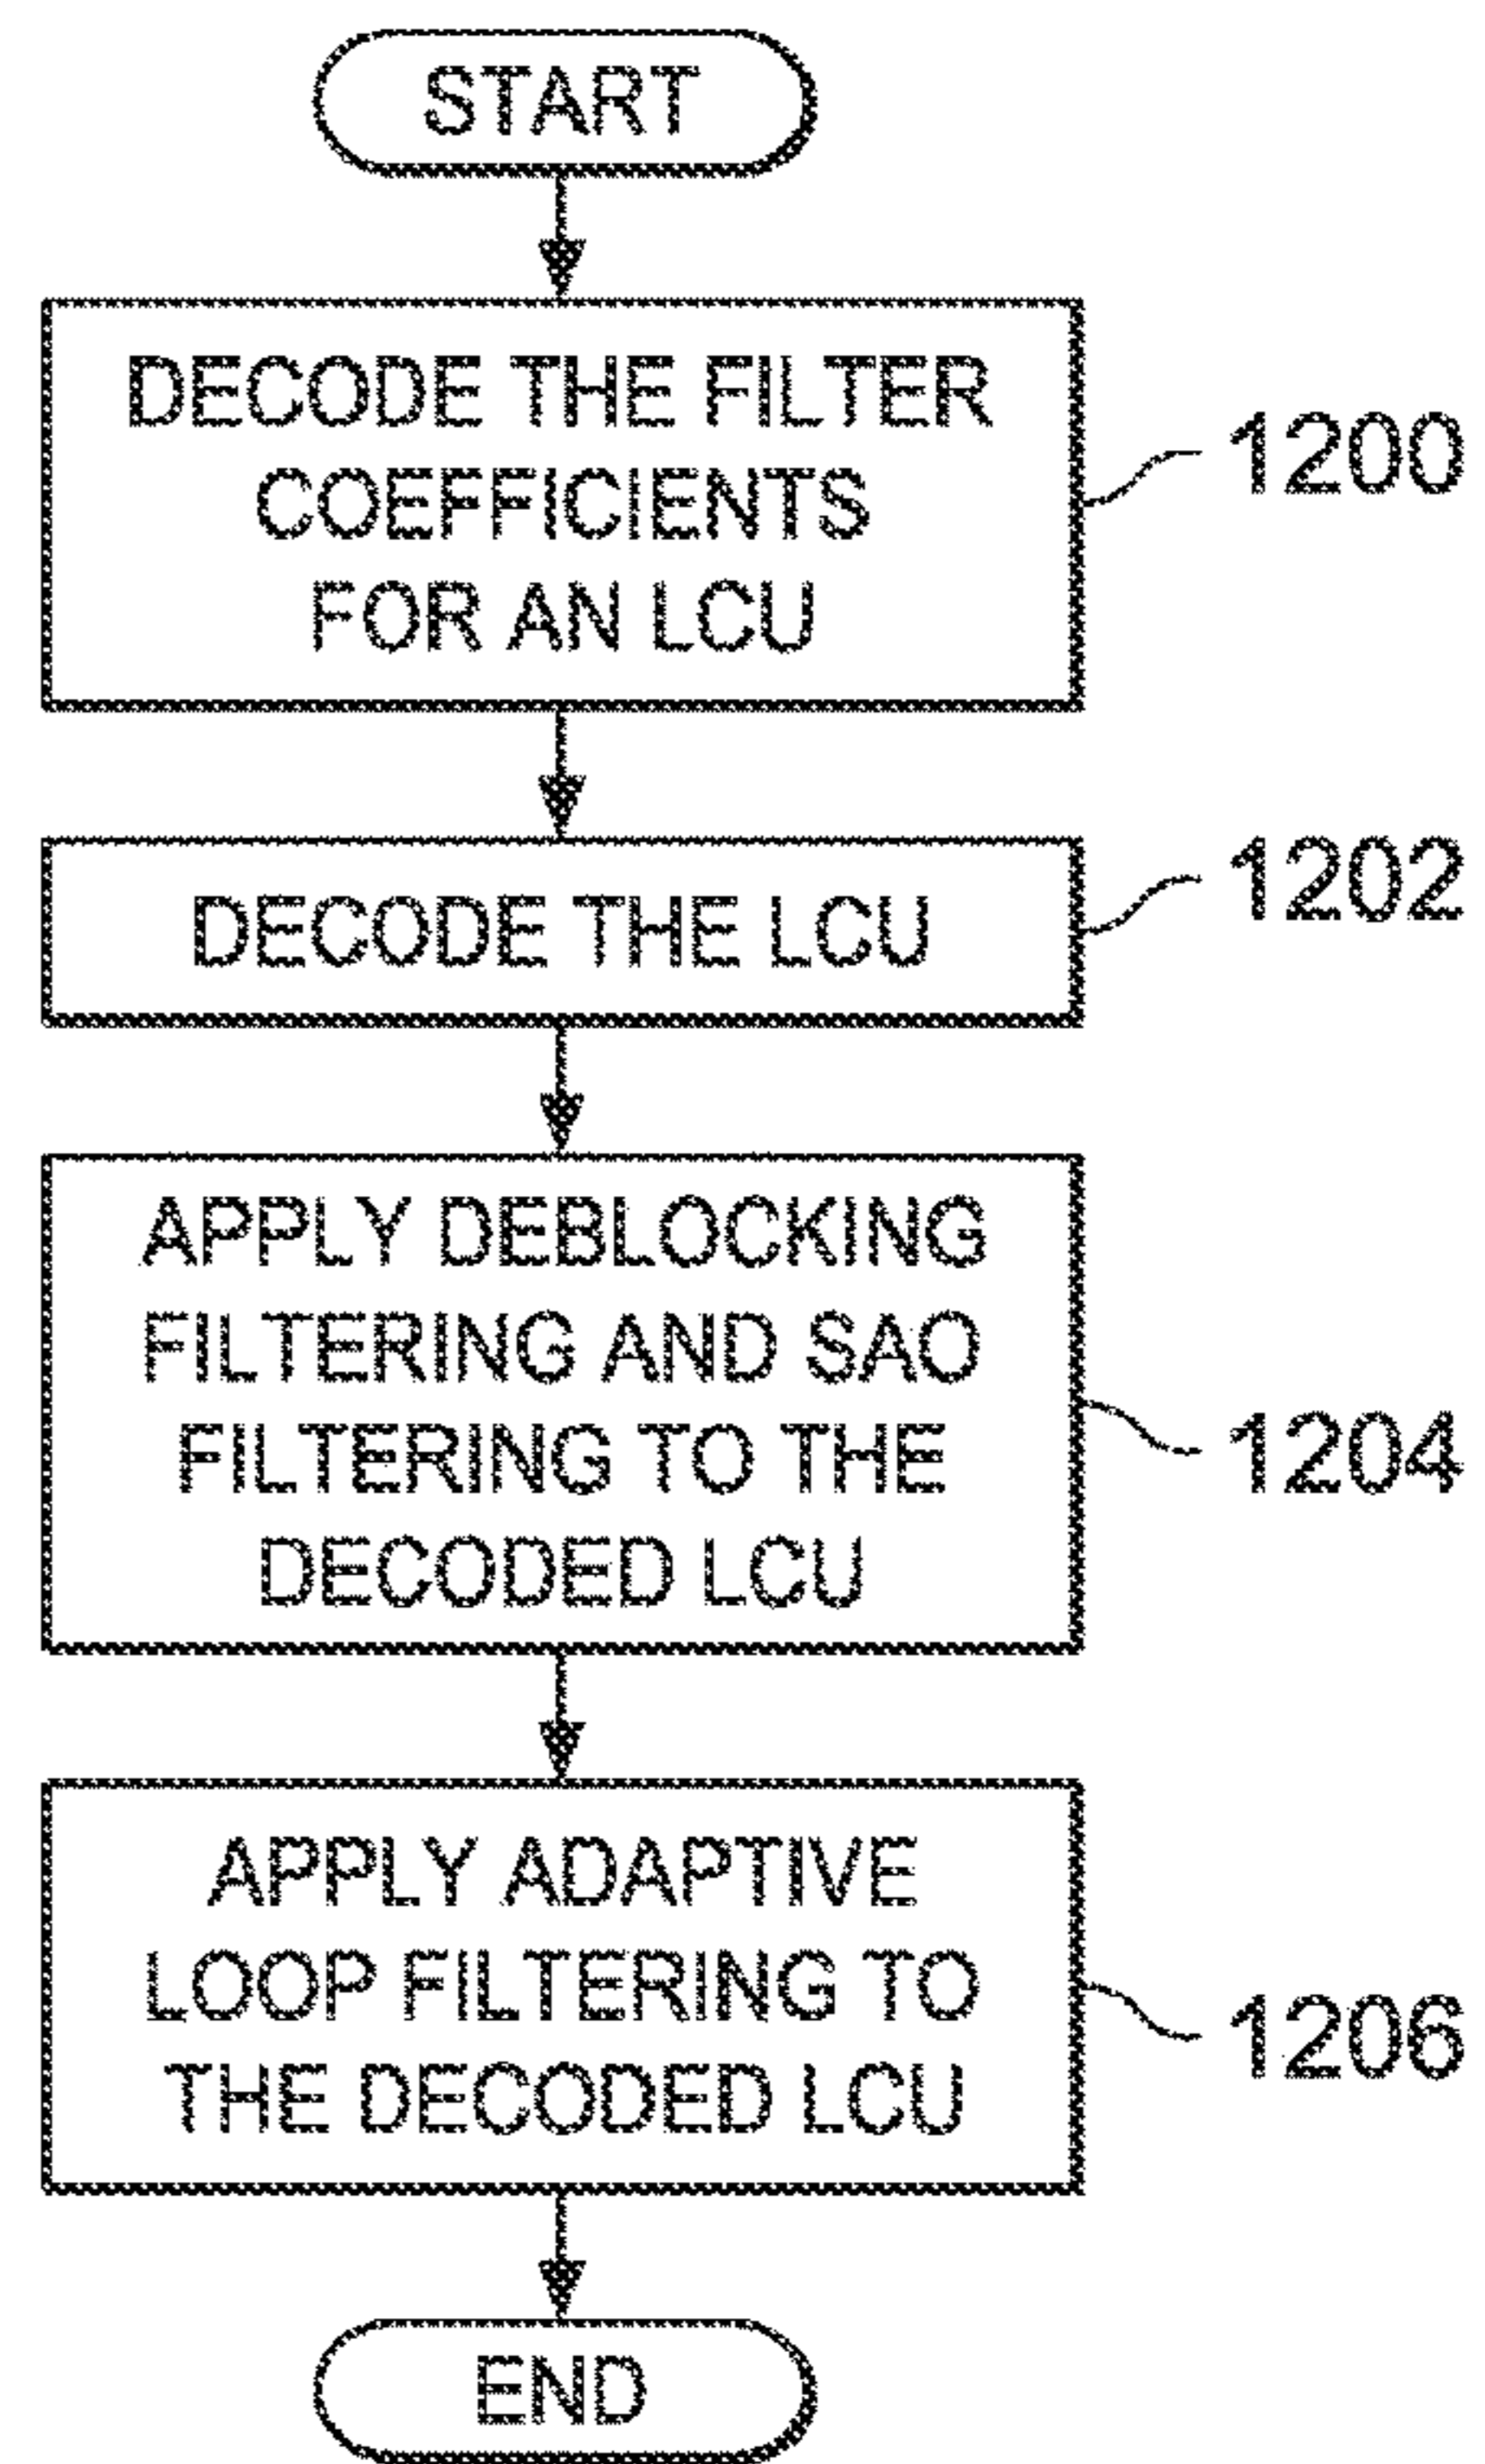 START
DECODE THE FILTER
COEFFICIENTS
FOR AN LCU
1200
DECODE THE LCU
1202
APPLY DEBLOCKING
FILTERING AND SAO
FILTERING TO THE
DECODED LCU
1204
APPLY ADAPTIVE
LOOP FILTERING TO
THE DECODED LCU
1206
END